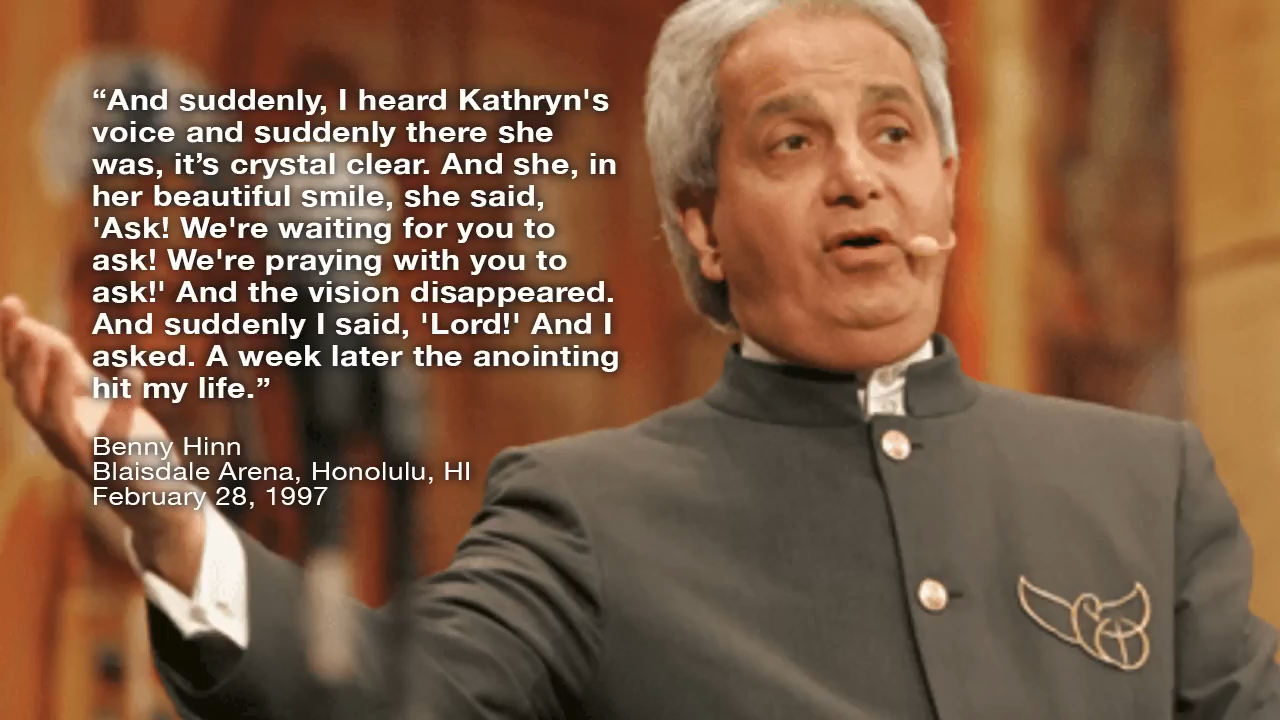 “And suddenly, I heard Kathryn's
voice and suddenly there she
was, it’s crystal clear. And she, in
her beautiful smile, she said,
'Ask! We're waiting for you to
ask! We're praying with you to
ask!' And the vision disappeared.
And suddenly I said, 'Lord!' And I
asked. A week later the anointing
hit my life.”
Benny Hinn
Blaisdale Arena, Honolulu, HI
February 28, 1997